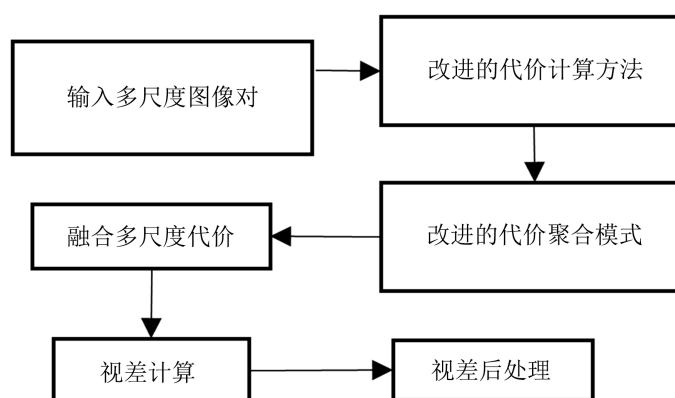 输入多尺度图像对
改进的代价计算方法
改进的代价聚合模式
融合多尺度代价
视差计算
视差后处理